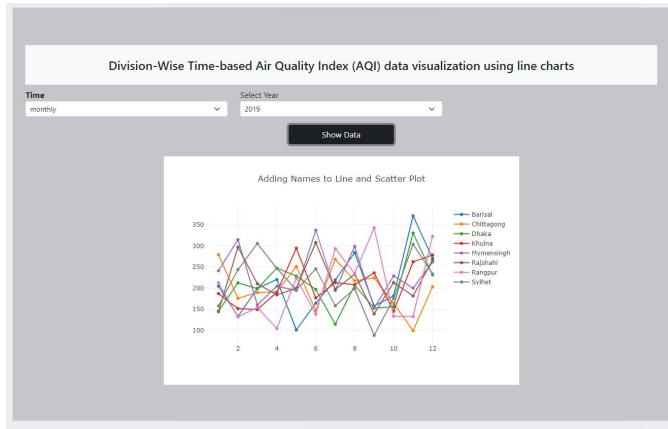 Division-Wise Time-based Air Quality Index (AQI) data visualization using line charts
Time
Select Year
monthly
2019
Show Data
Adding Names to Line and Scatter Plot
350
300
250
200
150
100
2 4 6 8 10 12
Barisal
Chittagong
Dhaka
Khulna
Mymensingh
Rajshahi
Rangpur
Sylhet